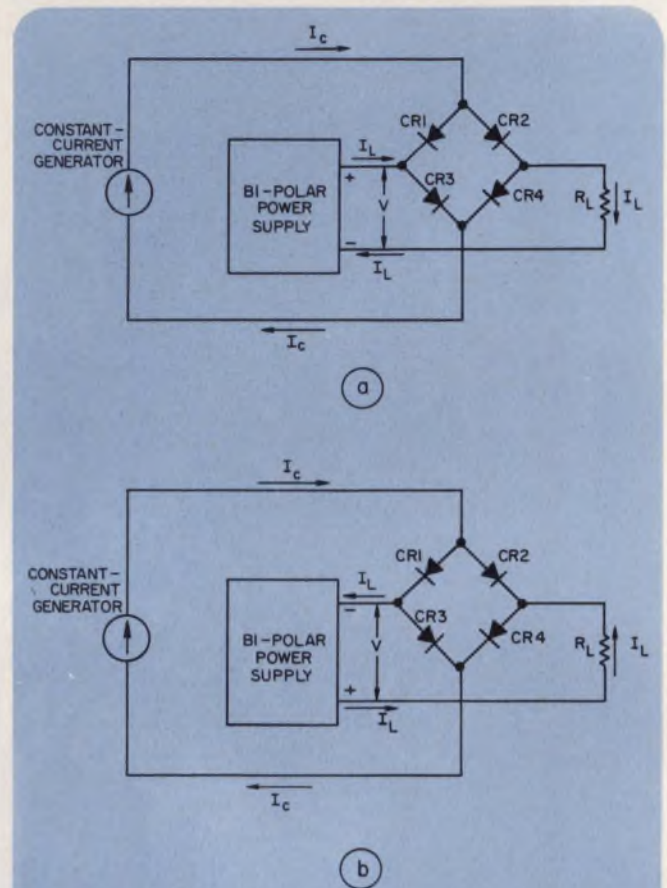 I_c
CONSTANT-
CURRENT
GENERATOR
CR1
CR2
I_L
BI-POLAR
POWER
SUPPLY
+
V
CR3
CR4
R_L
I_L
−
I_L
I_c
a
I_c
CONSTANT-
CURRENT
GENERATOR
CR1
CR2
I_L
BI-POLAR
POWER
SUPPLY
−
V
CR3
CR4
R_L
I_L
+
I_L
I_c
b